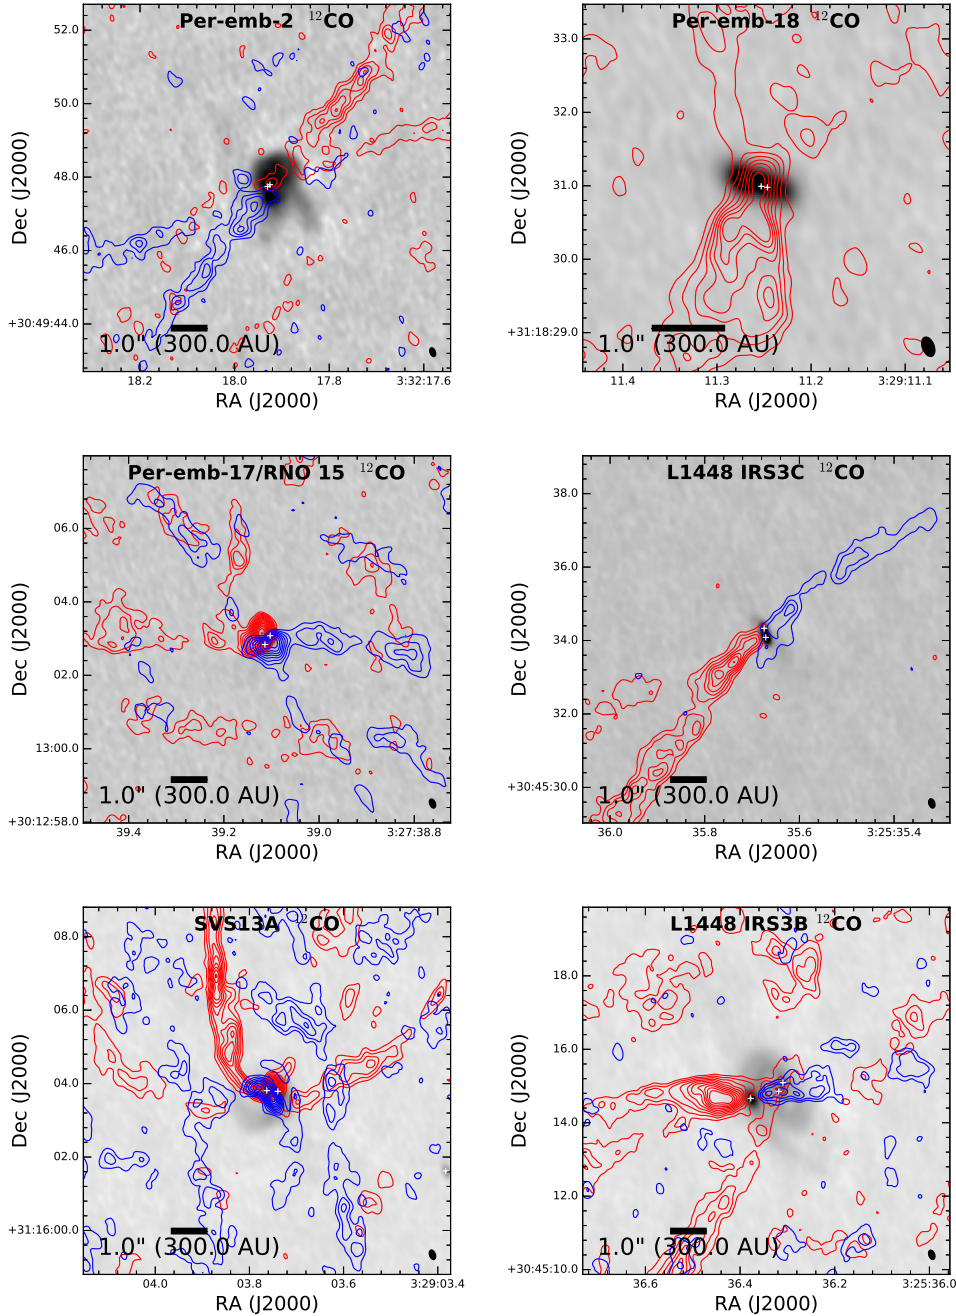 Per-emb-2 ¹²CO
52.0
50.0
48.0
46.0
+30:49:44.0
Dec (J2000)
1.0" (300.0 AU)
18.2 18.0 17.8 3:32:17.6
RA (J2000)
Per-emb-18 ¹²CO
33.0
32.0
31.0
30.0
+31:18:29.0
Dec (J2000)
1.0" (300.0 AU)
11.4 11.3 11.2 3:29:11.1
RA (J2000)
Per-emb-17/RNO 15 ¹²CO
06.0
04.0
02.0
13:00.0
+30:12:58.0
Dec (J2000)
1.0" (300.0 AU)
39.4 39.2 39.0 3:27:38.8
RA (J2000)
L1448 IRS3C ¹²CO
38.0
36.0
34.0
32.0
+30:45:30.0
Dec (J2000)
1.0" (300.0 AU)
36.0 35.8 35.6 3:25:35.4
RA (J2000)
SVS13A ¹²CO
08.0
06.0
04.0
02.0
+31:16:00.0
Dec (J2000)
1.0" (300.0 AU)
04.0 03.8 03.6 3:29:03.4
RA (J2000)
L1448 IRS3B ¹²CO
18.0
16.0
14.0
12.0
+30:45:10.0
Dec (J2000)
1.0" (300.0 AU)
36.6 36.4 36.2 3:25:36.0
RA (J2000)